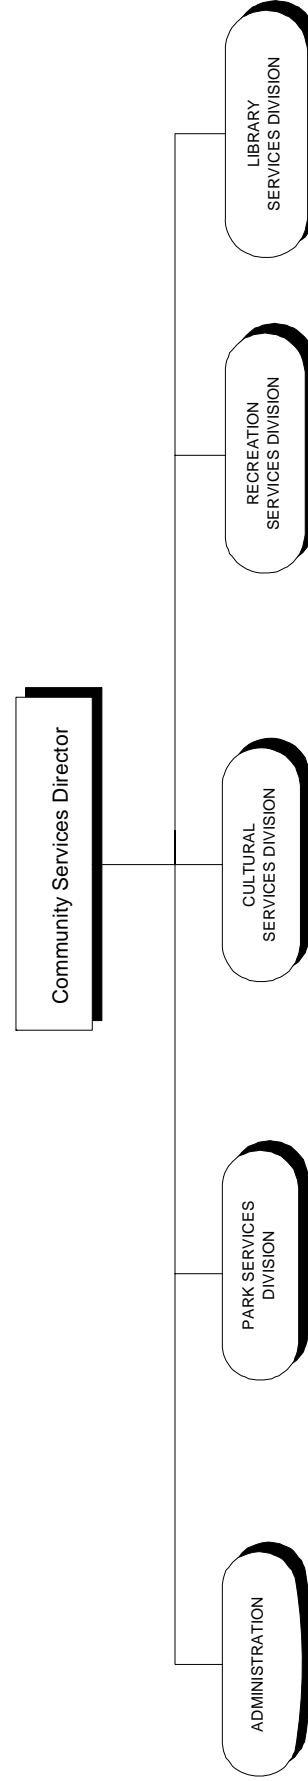 Community Services Director
ADMINISTRATION
PARK SERVICES
DIVISION
CULTURAL
SERVICES DIVISION
RECREATION
SERVICES DIVISION
LIBRARY
SERVICES DIVISION